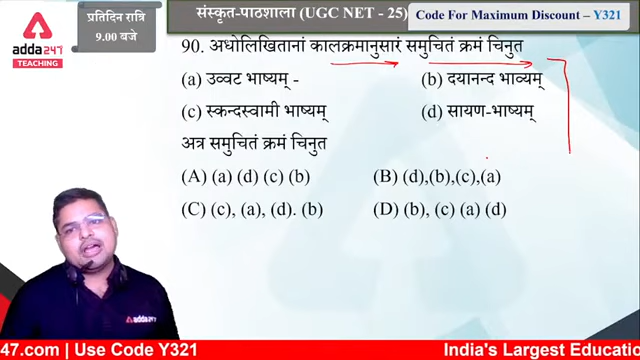 adda247
TEACHING
प्रतिदिन रात्रि
9.00 बजे
संस्कृत-पाठशाला (UGC NET - 25)
Code For Maximum Discount – Y321
90. अधोलिखितानां कालक्रमानुसारं समुचितं क्रमं चिनुत
(a) उव्वट भाष्यम् -
(b) दयानन्द भाव्यम्
(c) स्कन्दस्वामी भाष्यम्
(d) सायण-भाष्यम्
अत्र समुचितं क्रमं चिनुत
(A) (a) (d) (c) (b)
(B) (d),(b),(c),(a)
(C) (c), (a), (d). (b)
(D) (b), (c) (a) (d)
adda247
47.com | Use Code Y321
India's Largest Educatio